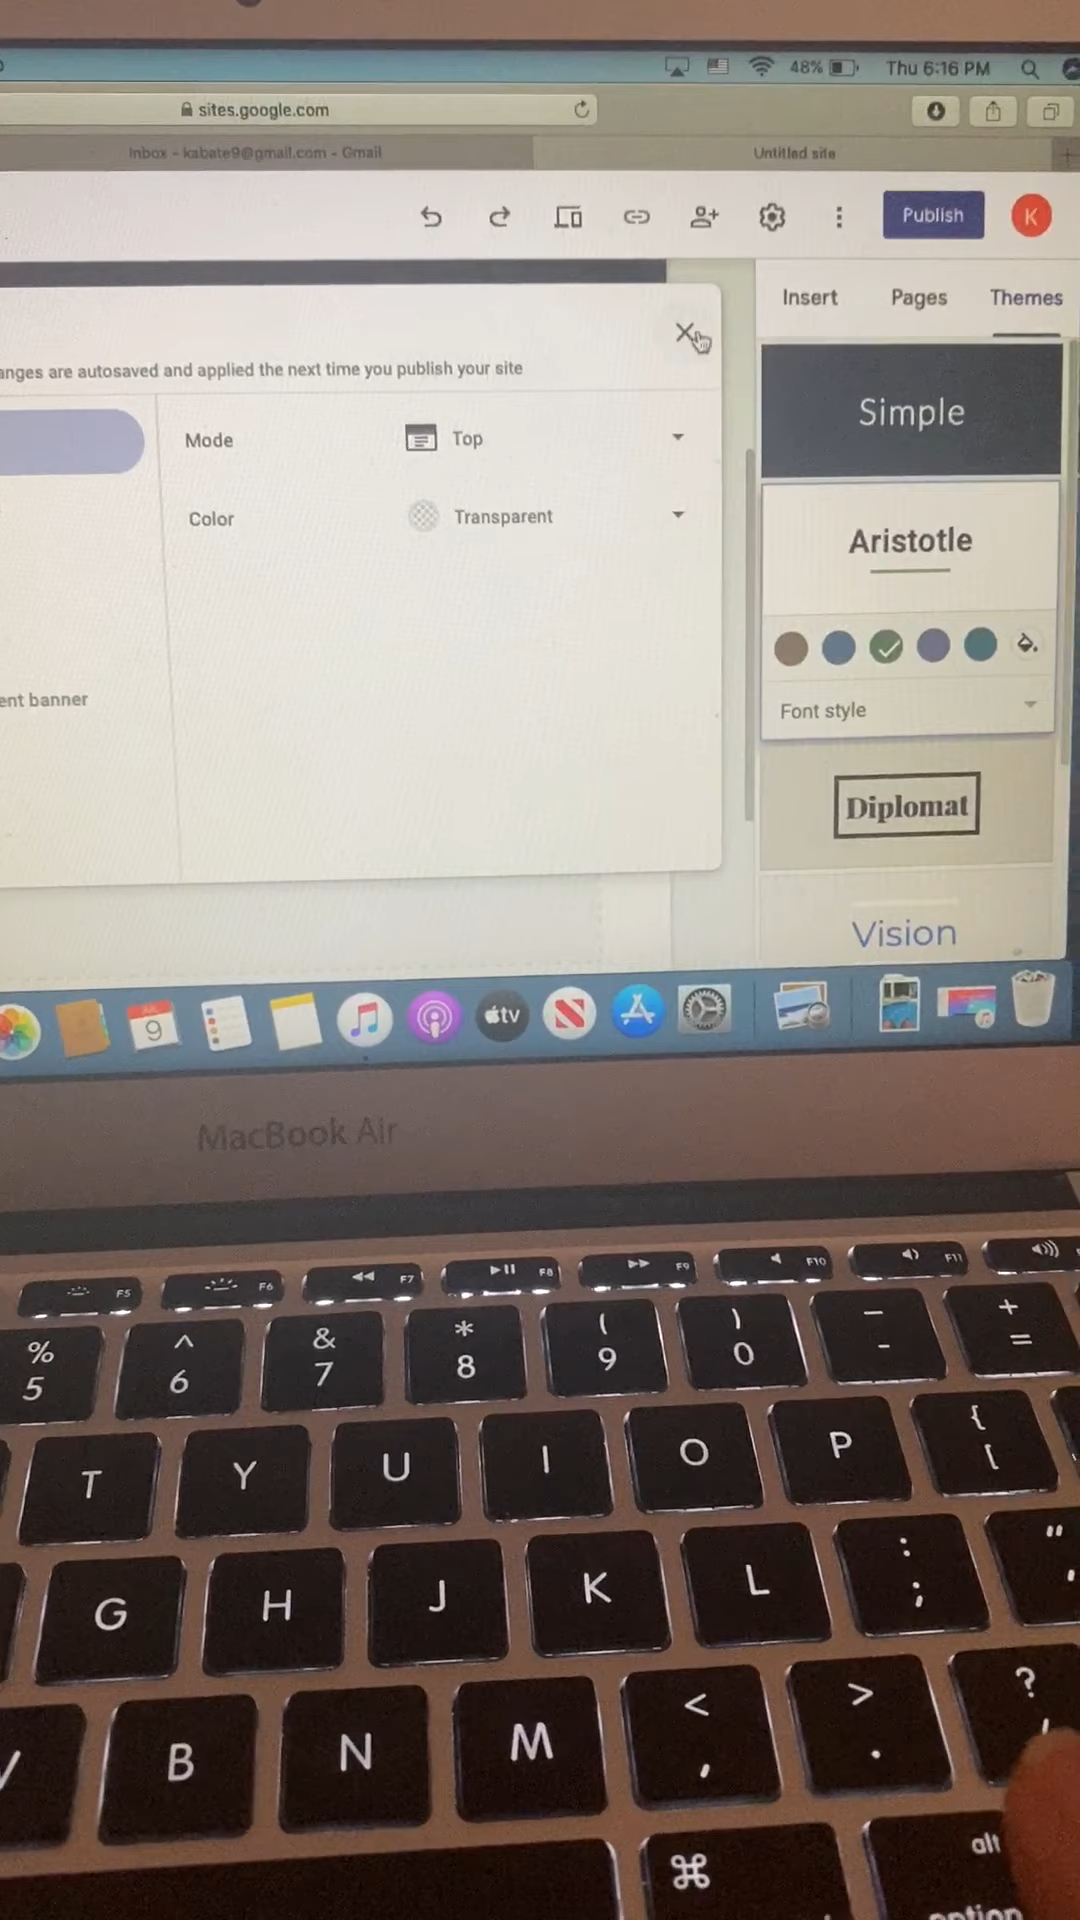 48% Thu 6:16 PM
sites.google.com
Inbox - kabate9@gmail.com - Gmail Untitled site
Publish K
Insert Pages Themes
anges are autosaved and applied the next time you publish your site
Simple
Mode Top
Color Transparent
Aristotle
ent banner
Font style
Diplomat
Vision
JUL
9
tv
MacBook Air
F5 F6 F7 F8 F9 F10 F11
% ^ & * ( ) — +
5 6 7 8 9 0 - =
T Y U I O P { [
G H J K L : ; "
V B N M < , > . ?
⌘ alt
option